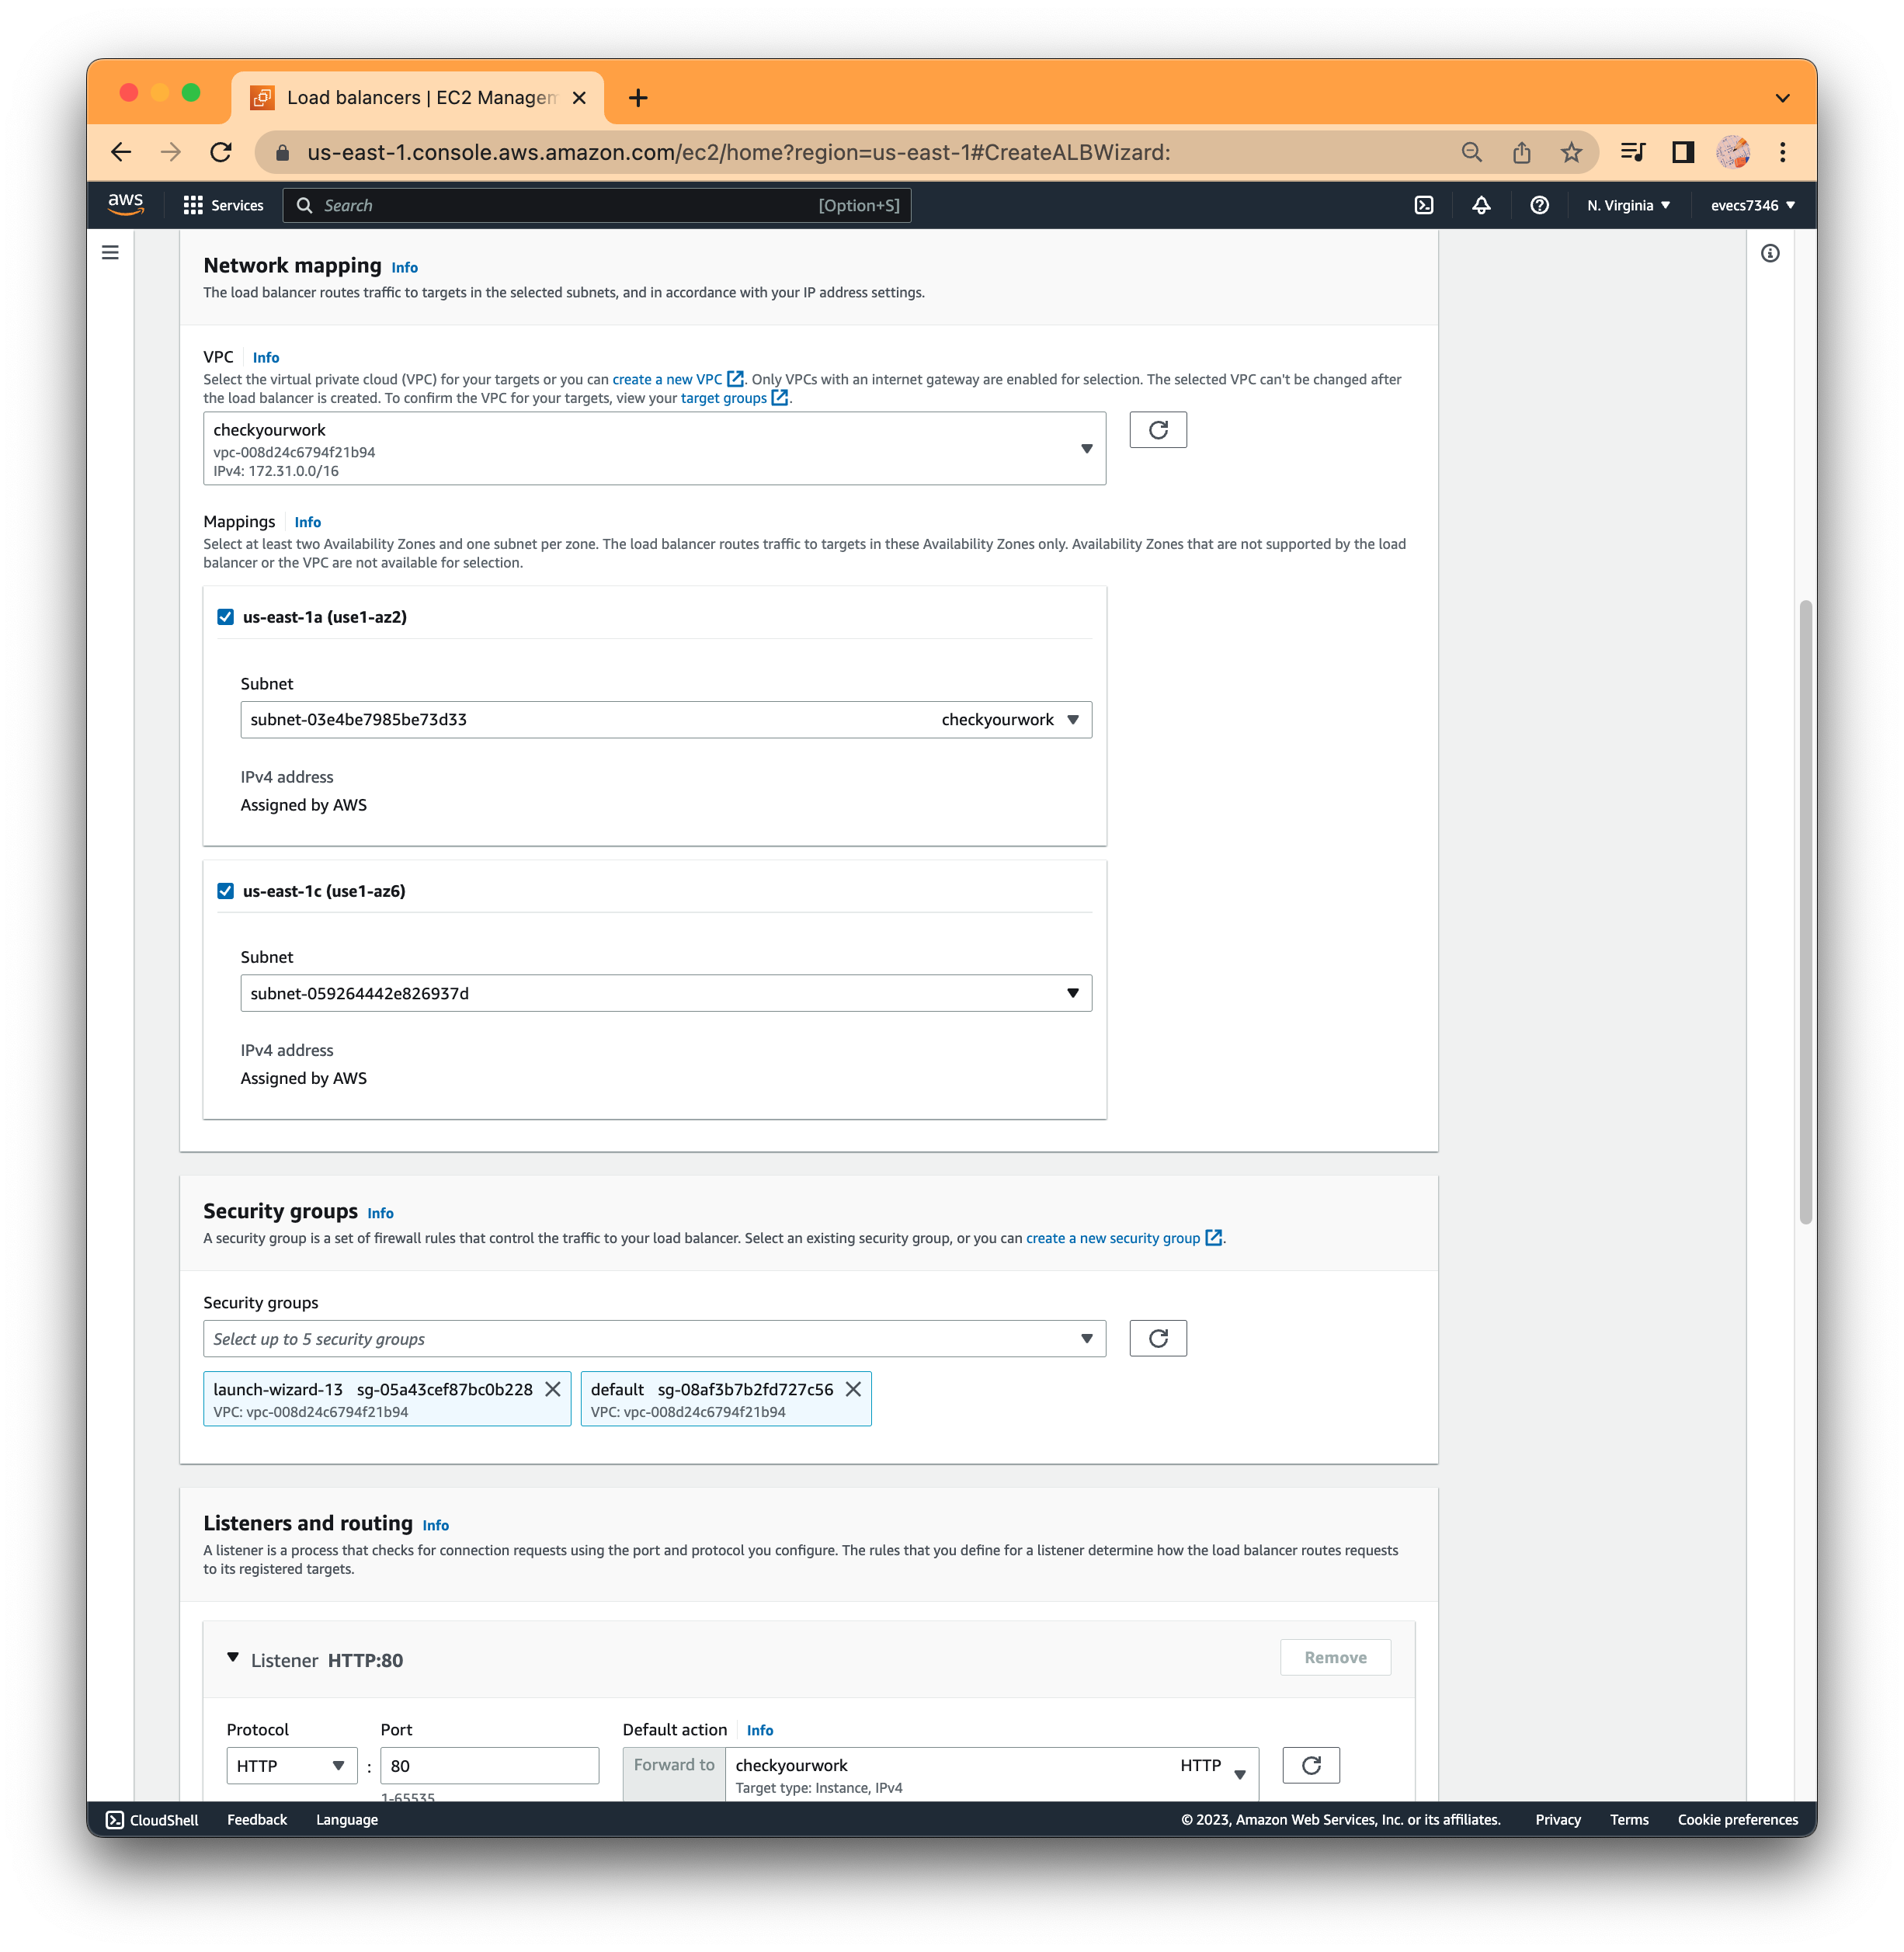 Load balancers | EC2 Managem
us-east-1.console.aws.amazon.com/ec2/home?region=us-east-1#CreateALBWizard:
aws
Services
Search
[Option+S]
N. Virginia
evecs7346
Network mapping Info
The load balancer routes traffic to targets in the selected subnets, and in accordance with your IP address settings.
VPC Info
Select the virtual private cloud (VPC) for your targets or you can create a new VPC. Only VPCs with an internet gateway are enabled for selection. The selected VPC can't be changed after
the load balancer is created. To confirm the VPC for your targets, view your target groups.
checkyourwork
vpc-008d24c6794f21b94
IPv4: 172.31.0.0/16
Mappings Info
Select at least two Availability Zones and one subnet per zone. The load balancer routes traffic to targets in these Availability Zones only. Availability Zones that are not supported by the load
balancer or the VPC are not available for selection.
us-east-1a (use1-az2)
Subnet
subnet-03e4be7985be73d33 checkyourwork
IPv4 address
Assigned by AWS
us-east-1c (use1-az6)
Subnet
subnet-059264442e826937d
IPv4 address
Assigned by AWS
Security groups Info
A security group is a set of firewall rules that control the traffic to your load balancer. Select an existing security group, or you can create a new security group.
Security groups
Select up to 5 security groups
launch-wizard-13 sg-05a43cef87bc0b228
VPC: vpc-008d24c6794f21b94
default sg-08af3b7b2fd727c56
VPC: vpc-008d24c6794f21b94
Listeners and routing Info
A listener is a process that checks for connection requests using the port and protocol you configure. The rules that you define for a listener determine how the load balancer routes requests
to its registered targets.
Listener HTTP:80
Remove
Protocol
Port
Default action Info
HTTP
:
80
1-65535
Forward to
checkyourwork HTTP
Target type: Instance, IPv4
CloudShell
Feedback
Language
© 2023, Amazon Web Services, Inc. or its affiliates.
Privacy
Terms
Cookie preferences